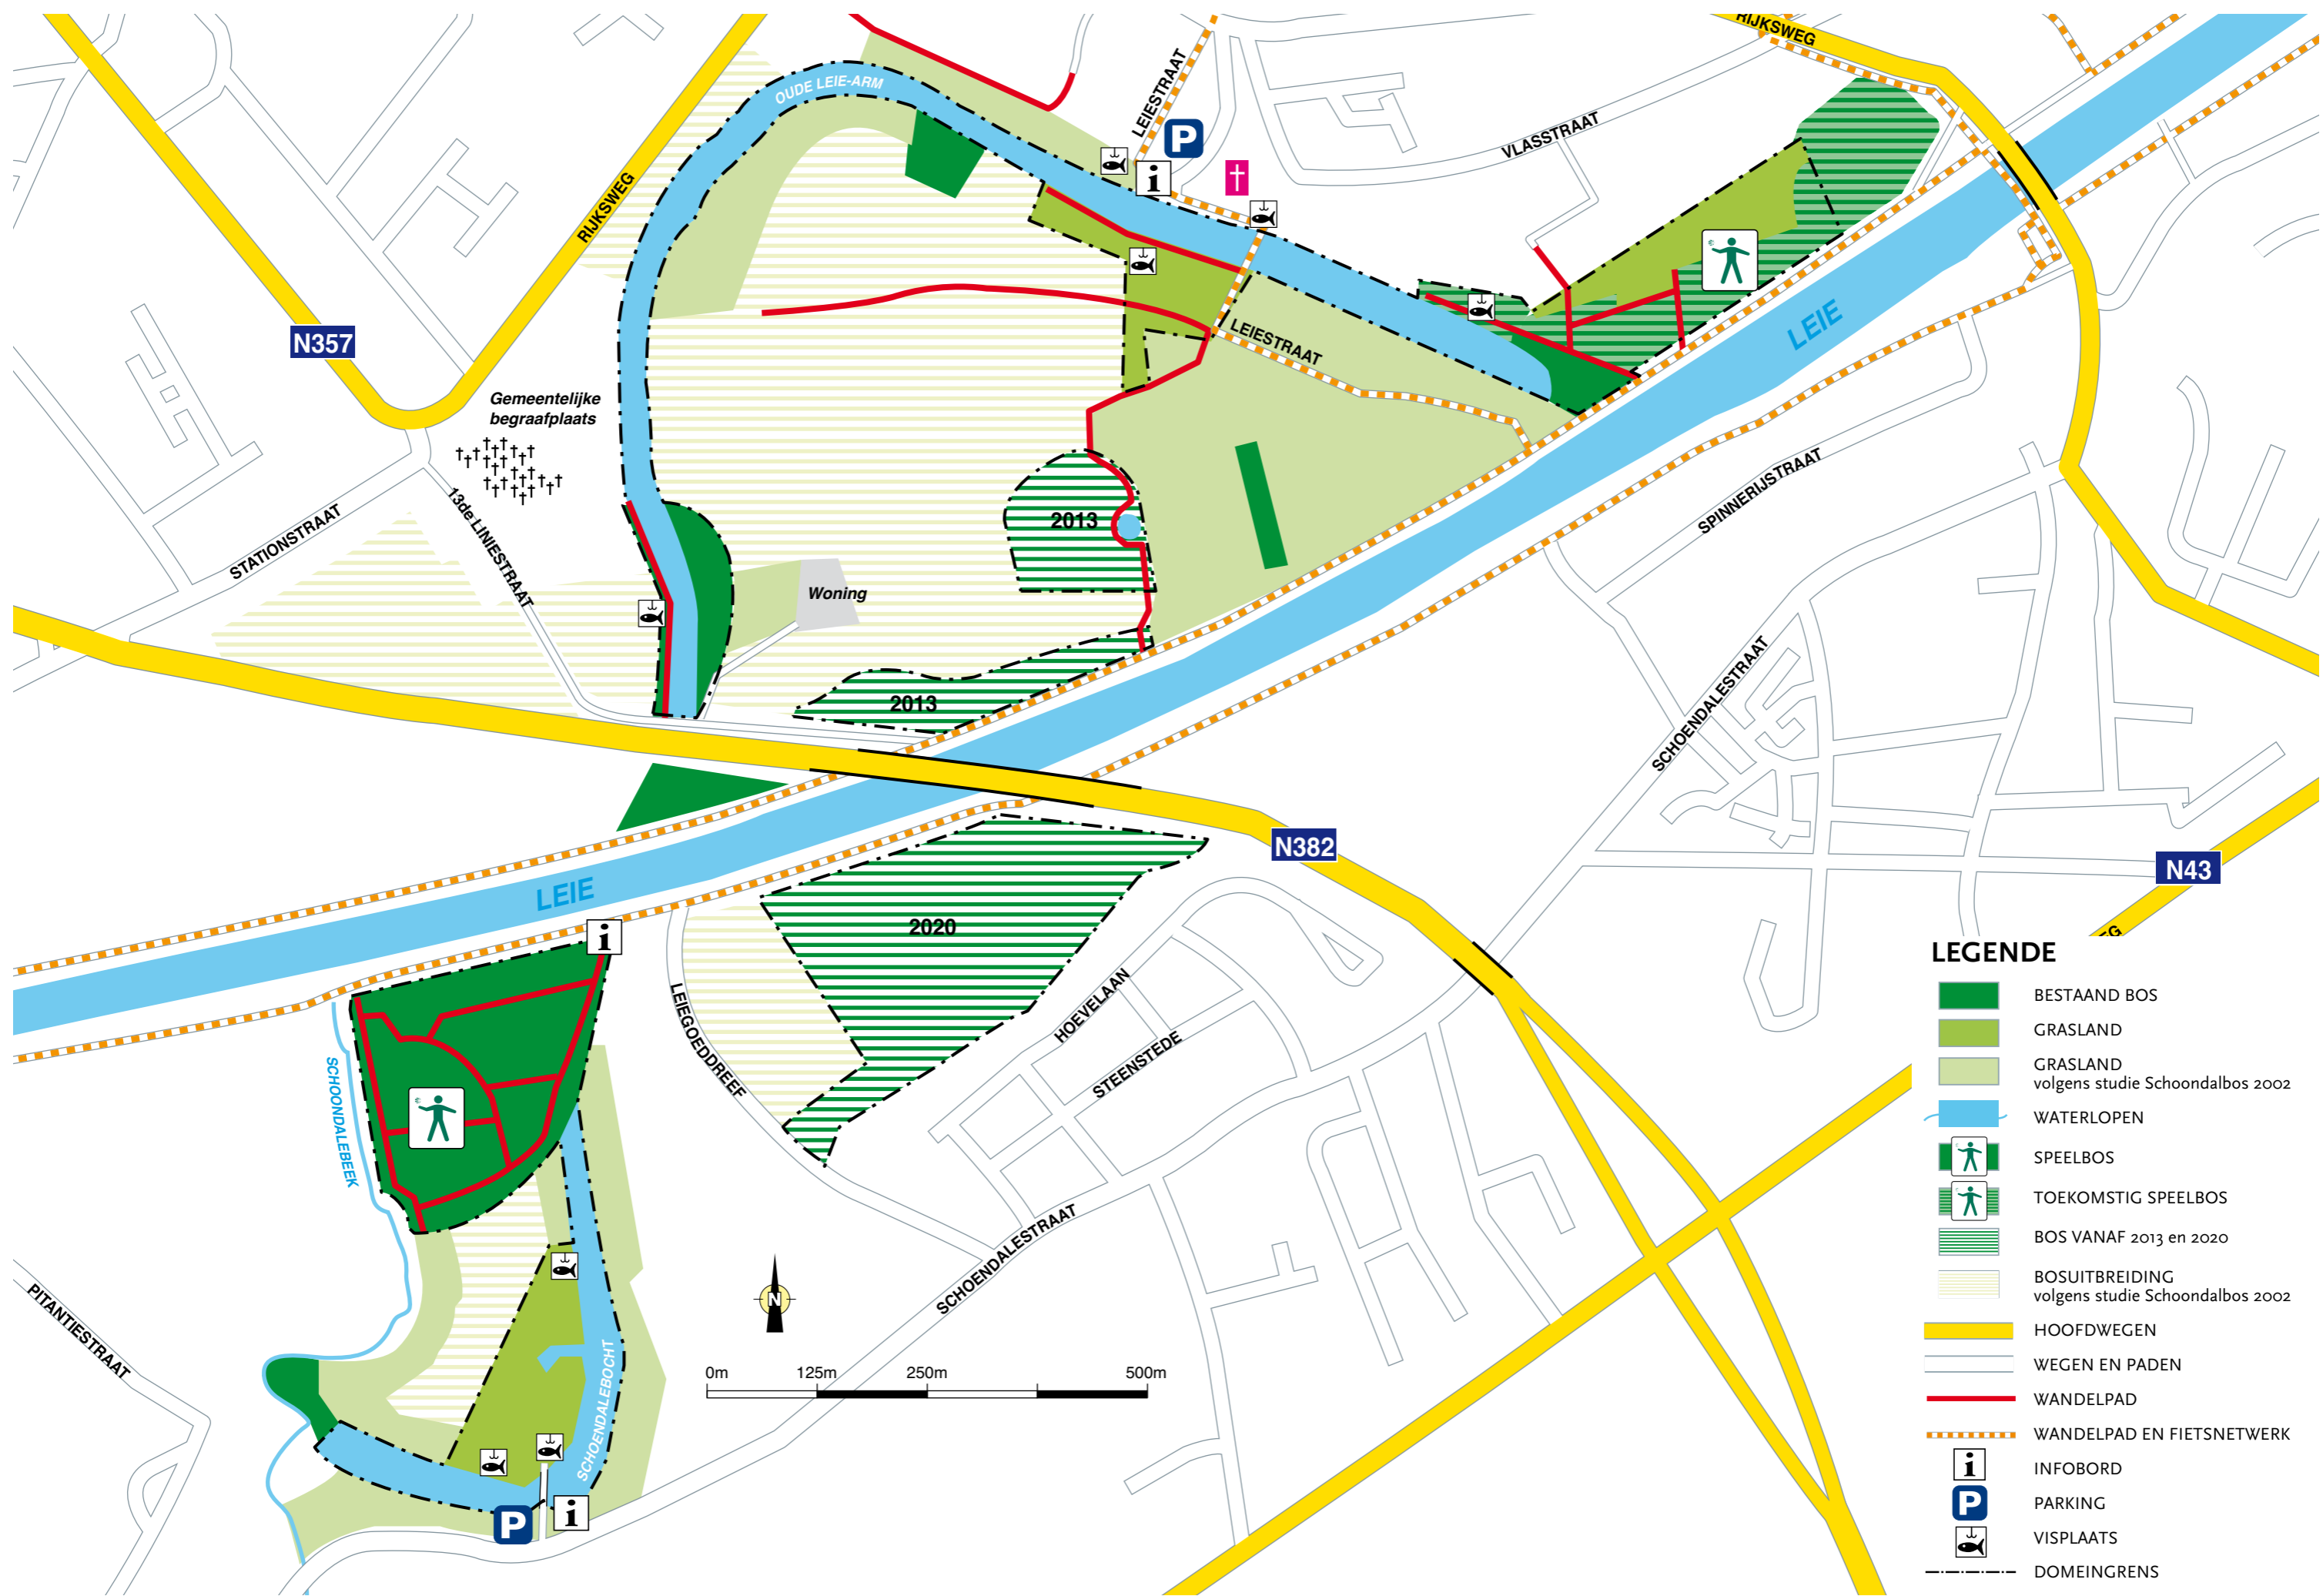 RIJKSWEG
OUDE LEIE-ARM
LEIESTRAAT
P
i
VLASSTRAAT
RIJKSWEG
N357
LEIESTRAAT
LEIE
Gemeentelijke
begraafplaats
STATIONSTRAAT
13de LINIESTRAAT
2013
SPINNERIJSTRAAT
Woning
2013
SCHOENDALESTRAAT
N382
N43
LEIE
2020
i
LEIEGOEDDREEF
HOEVELAAN
STEENSTEDE
SCHOONDALEBEEK
SCHOENDALESTRAAT
PITANTIESTRAAT
N
0m 125m 250m 500m
SCHOENDALEBOCHT
P
i
EG
LEGENDE
BESTAAND BOS
GRASLAND
GRASLAND
volgens studie Schoondalbos 2002
WATERLOPEN
SPEELBOS
TOEKOMSTIG SPEELBOS
BOS VANAF 2013 en 2020
BOSUITBREIDING
volgens studie Schoondalbos 2002
HOOFDWEGEN
WEGEN EN PADEN
WANDELPAD
WANDELPAD EN FIETSNETWERK
i INFOBORD
P PARKING
VISPLAATS
DOMEINGRENS